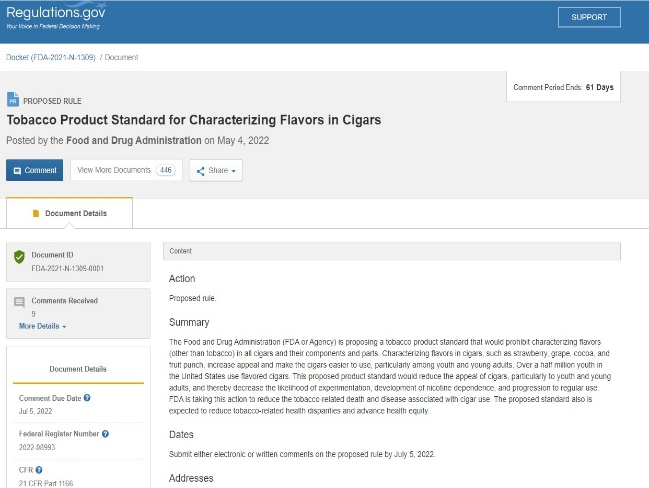 Regulations.gov
Your Voice in Federal Decision Making
SUPPORT
Docket (FDA-2021-N-1309) / Document
Comment Period Ends: 61 Days
PR PROPOSED RULE
Tobacco Product Standard for Characterizing Flavors in Cigars
Posted by the Food and Drug Administration on May 4, 2022
Comment
View More Documents 446
Share
Document Details
Document ID
FDA-2021-N-1309-0001
Comments Received
9
More Details
Document Details
Comment Due Date ?
Jul 5, 2022
Federal Register Number ?
2022-08993
CFR ?
21 CFR Part 1166
Content
Action
Proposed rule.
Summary
The Food and Drug Administration (FDA or Agency) is proposing a tobacco product standard that would prohibit characterizing flavors
(other than tobacco) in all cigars and their components and parts. Characterizing flavors in cigars, such as strawberry, grape, cocoa, and
fruit punch, increase appeal and make the cigars easier to use, particularly among youth and young adults. Over a half million youth in
the United States use flavored cigars. This proposed product standard would reduce the appeal of cigars, particularly to youth and young
adults, and thereby decrease the likelihood of experimentation, development of nicotine dependence, and progression to regular use.
FDA is taking this action to reduce the tobacco-related death and disease associated with cigar use. The proposed standard also is
expected to reduce tobacco-related health disparities and advance health equity.
Dates
Submit either electronic or written comments on the proposed rule by July 5, 2022.
Addresses